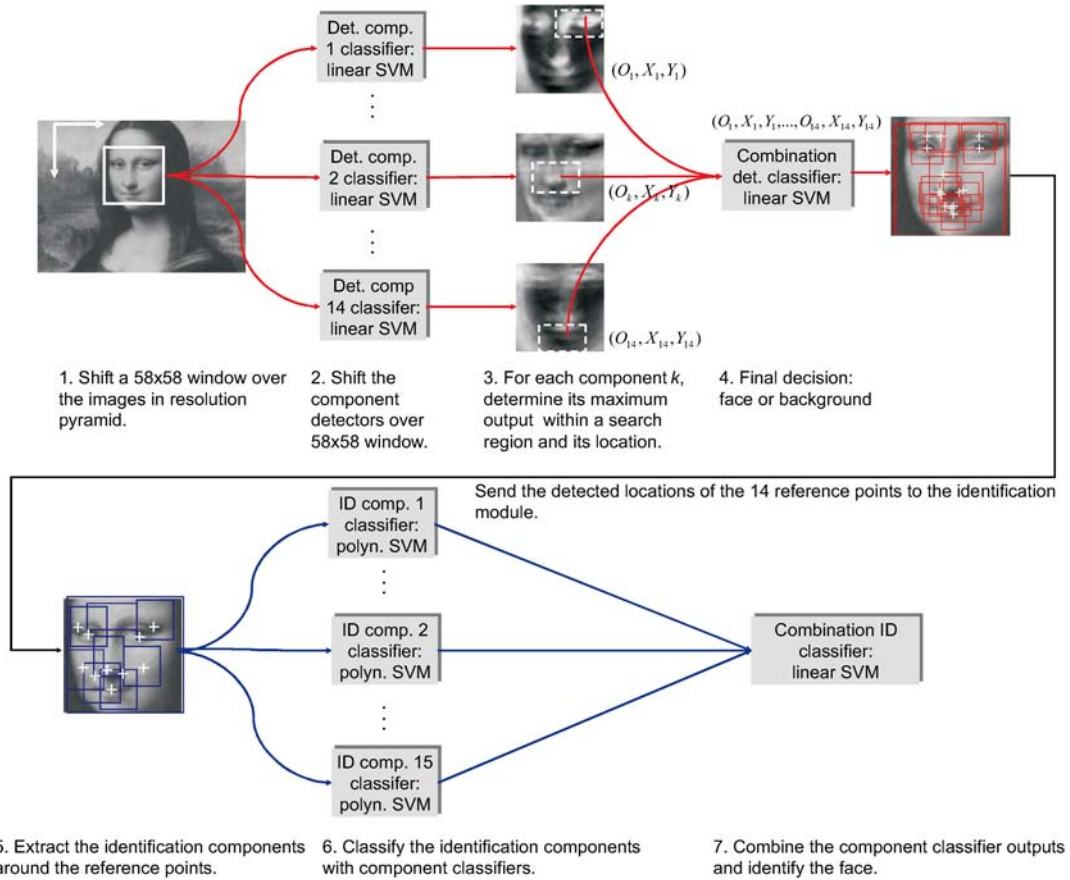 Det. comp.
1 classifier:
linear SVM
(O₁, X₁, Y₁)
(O₁, X₁, Y₁,..., O₁₄, X₁₄, Y₁₄)
Det. comp.
2 classifier:
linear SVM
(Oₖ, Xₖ, Yₖ)
Combination
det. classifier:
linear SVM
Det. comp
14 classifer:
linear SVM
(O₁₄, X₁₄, Y₁₄)
1. Shift a 58x58 window over
the images in resolution
pyramid.
2. Shift the
component
detectors over
58x58 window.
3. For each component k,
determine its maximum
output within a search
region and its location.
4. Final decision:
face or background
Send the detected locations of the 14 reference points to the identification
module.
ID comp. 1
classifier:
polyn. SVM
ID comp. 2
classifier:
polyn. SVM
Combination ID
classifier:
linear SVM
ID comp. 15
classifer:
polyn. SVM
5. Extract the identification components
around the reference points.
6. Classify the identification components
with component classifiers.
7. Combine the component classifier outputs
and identify the face.